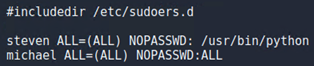 #includedir /etc/sudoers.d
steven ALL=(ALL) NOPASSWD: /usr/bin/python
michael ALL=(ALL) NOPASSWD:ALL